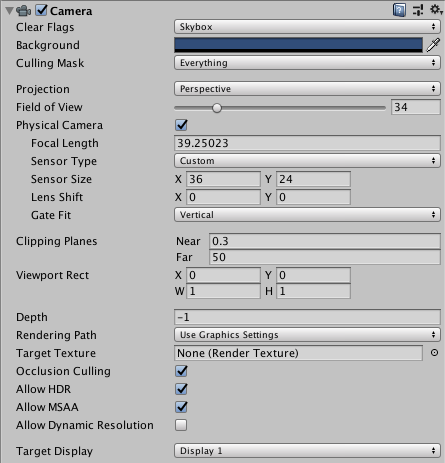 Camera
Clear Flags Skybox
Background
Culling Mask Everything
Projection Perspective
Field of View 34
Physical Camera
Focal Length 39.25023
Sensor Type Custom
Sensor Size X 36 Y 24
Lens Shift X 0 Y 0
Gate Fit Vertical
Clipping Planes Near 0.3
Far 50
Viewport Rect X 0 Y 0
W 1 H 1
Depth -1
Rendering Path Use Graphics Settings
Target Texture None (Render Texture)
Occlusion Culling
Allow HDR
Allow MSAA
Allow Dynamic Resolution
Target Display Display 1